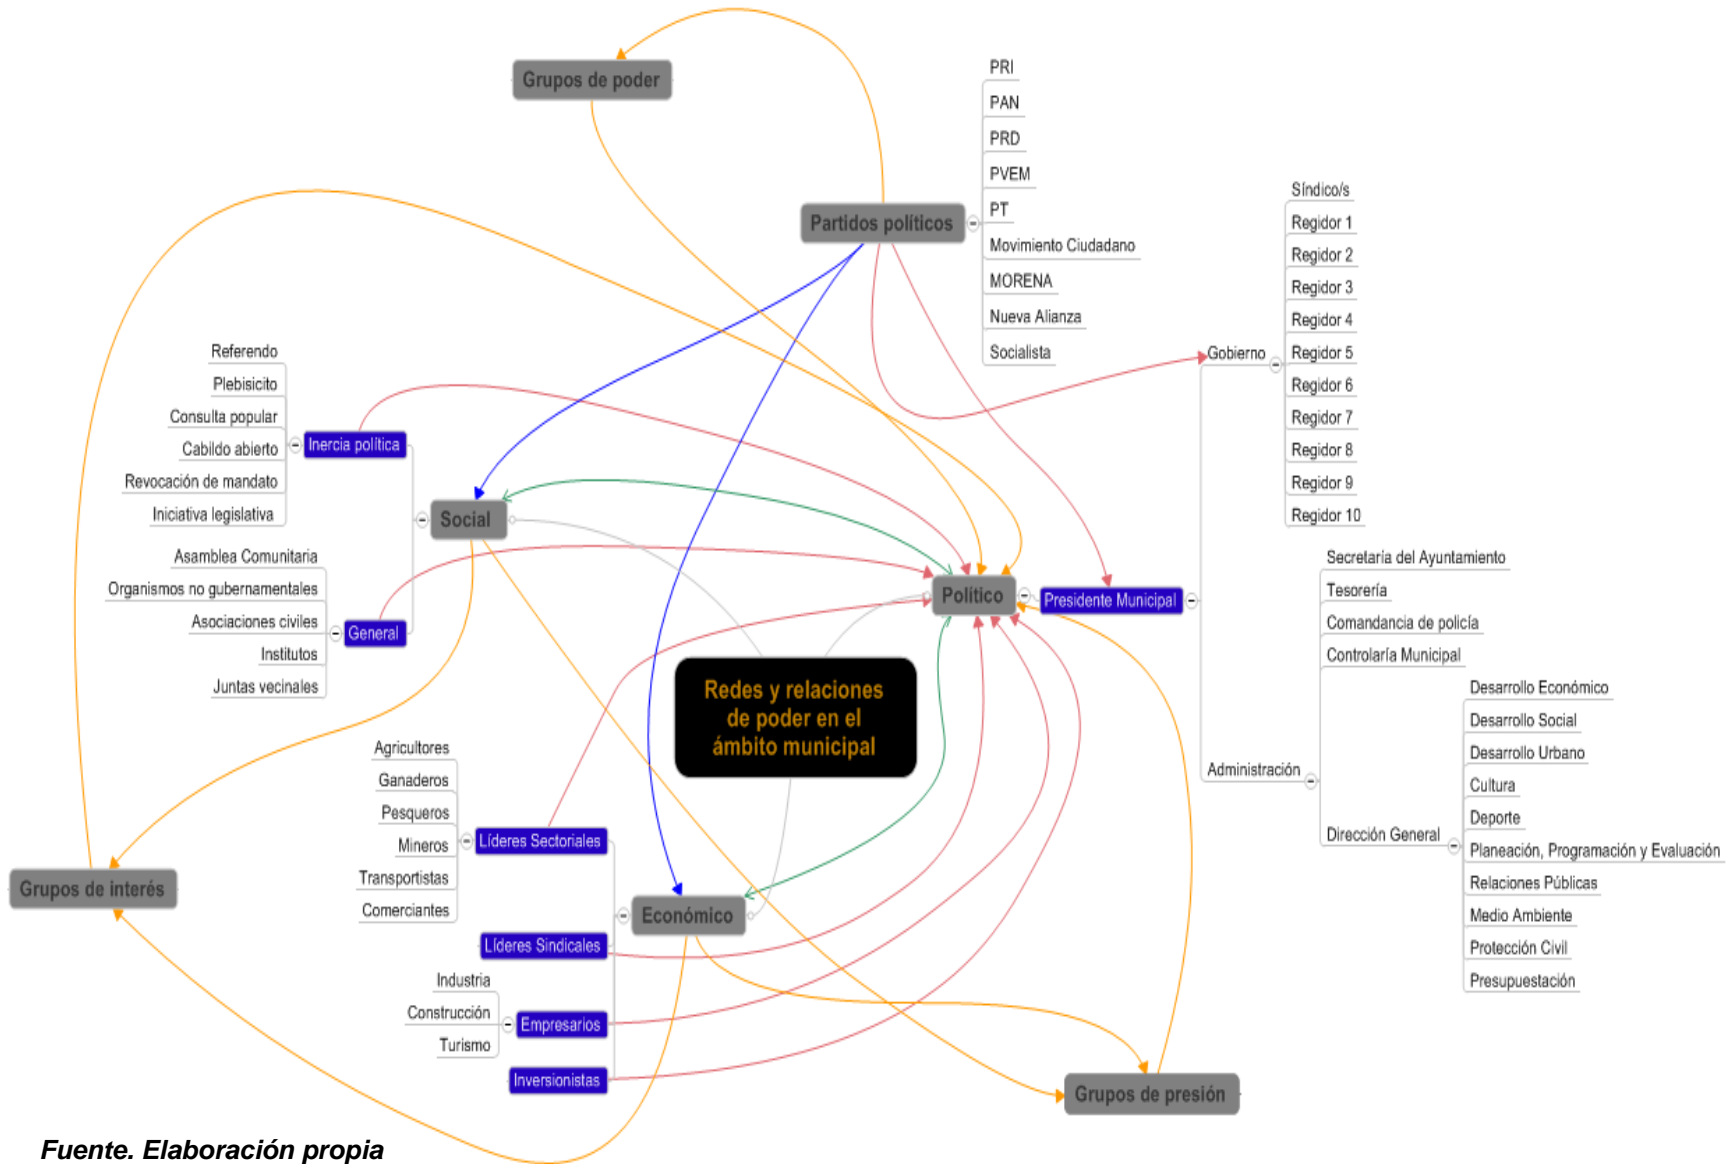 Grupos de poder
Partidos políticos
PRI
PAN
PRD
PVEM
PT
Movimiento Ciudadano
MORENA
Nueva Alianza
Socialista
Gobierno
Síndico/s
Regidor 1
Regidor 2
Regidor 3
Regidor 4
Regidor 5
Regidor 6
Regidor 7
Regidor 8
Regidor 9
Regidor 10
Referendo
Plebisicito
Consulta popular
Cabildo abierto
Revocación de mandato
Iniciativa legislativa
Inercia política
Social
Asamblea Comunitaria
Organismos no gubernamentales
Asociaciones civiles
Institutos
Juntas vecinales
General
Político
Presidente Municipal
Redes y relaciones
de poder en el
ámbito municipal
Administración
Secretaria del Ayuntamiento
Tesorería
Comandancia de policía
Controlaría Municipal
Dirección General
Desarrollo Económico
Desarrollo Social
Desarrollo Urbano
Cultura
Deporte
Planeación, Programación y Evaluación
Relaciones Públicas
Medio Ambiente
Protección Civil
Presupuestación
Agricultores
Ganaderos
Pesqueros
Mineros
Transportistas
Comerciantes
Líderes Sectoriales
Grupos de interés
Económico
Líderes Sindicales
Industria
Construcción
Turismo
Empresarios
Inversionistas
Grupos de presión
Fuente. Elaboración propia